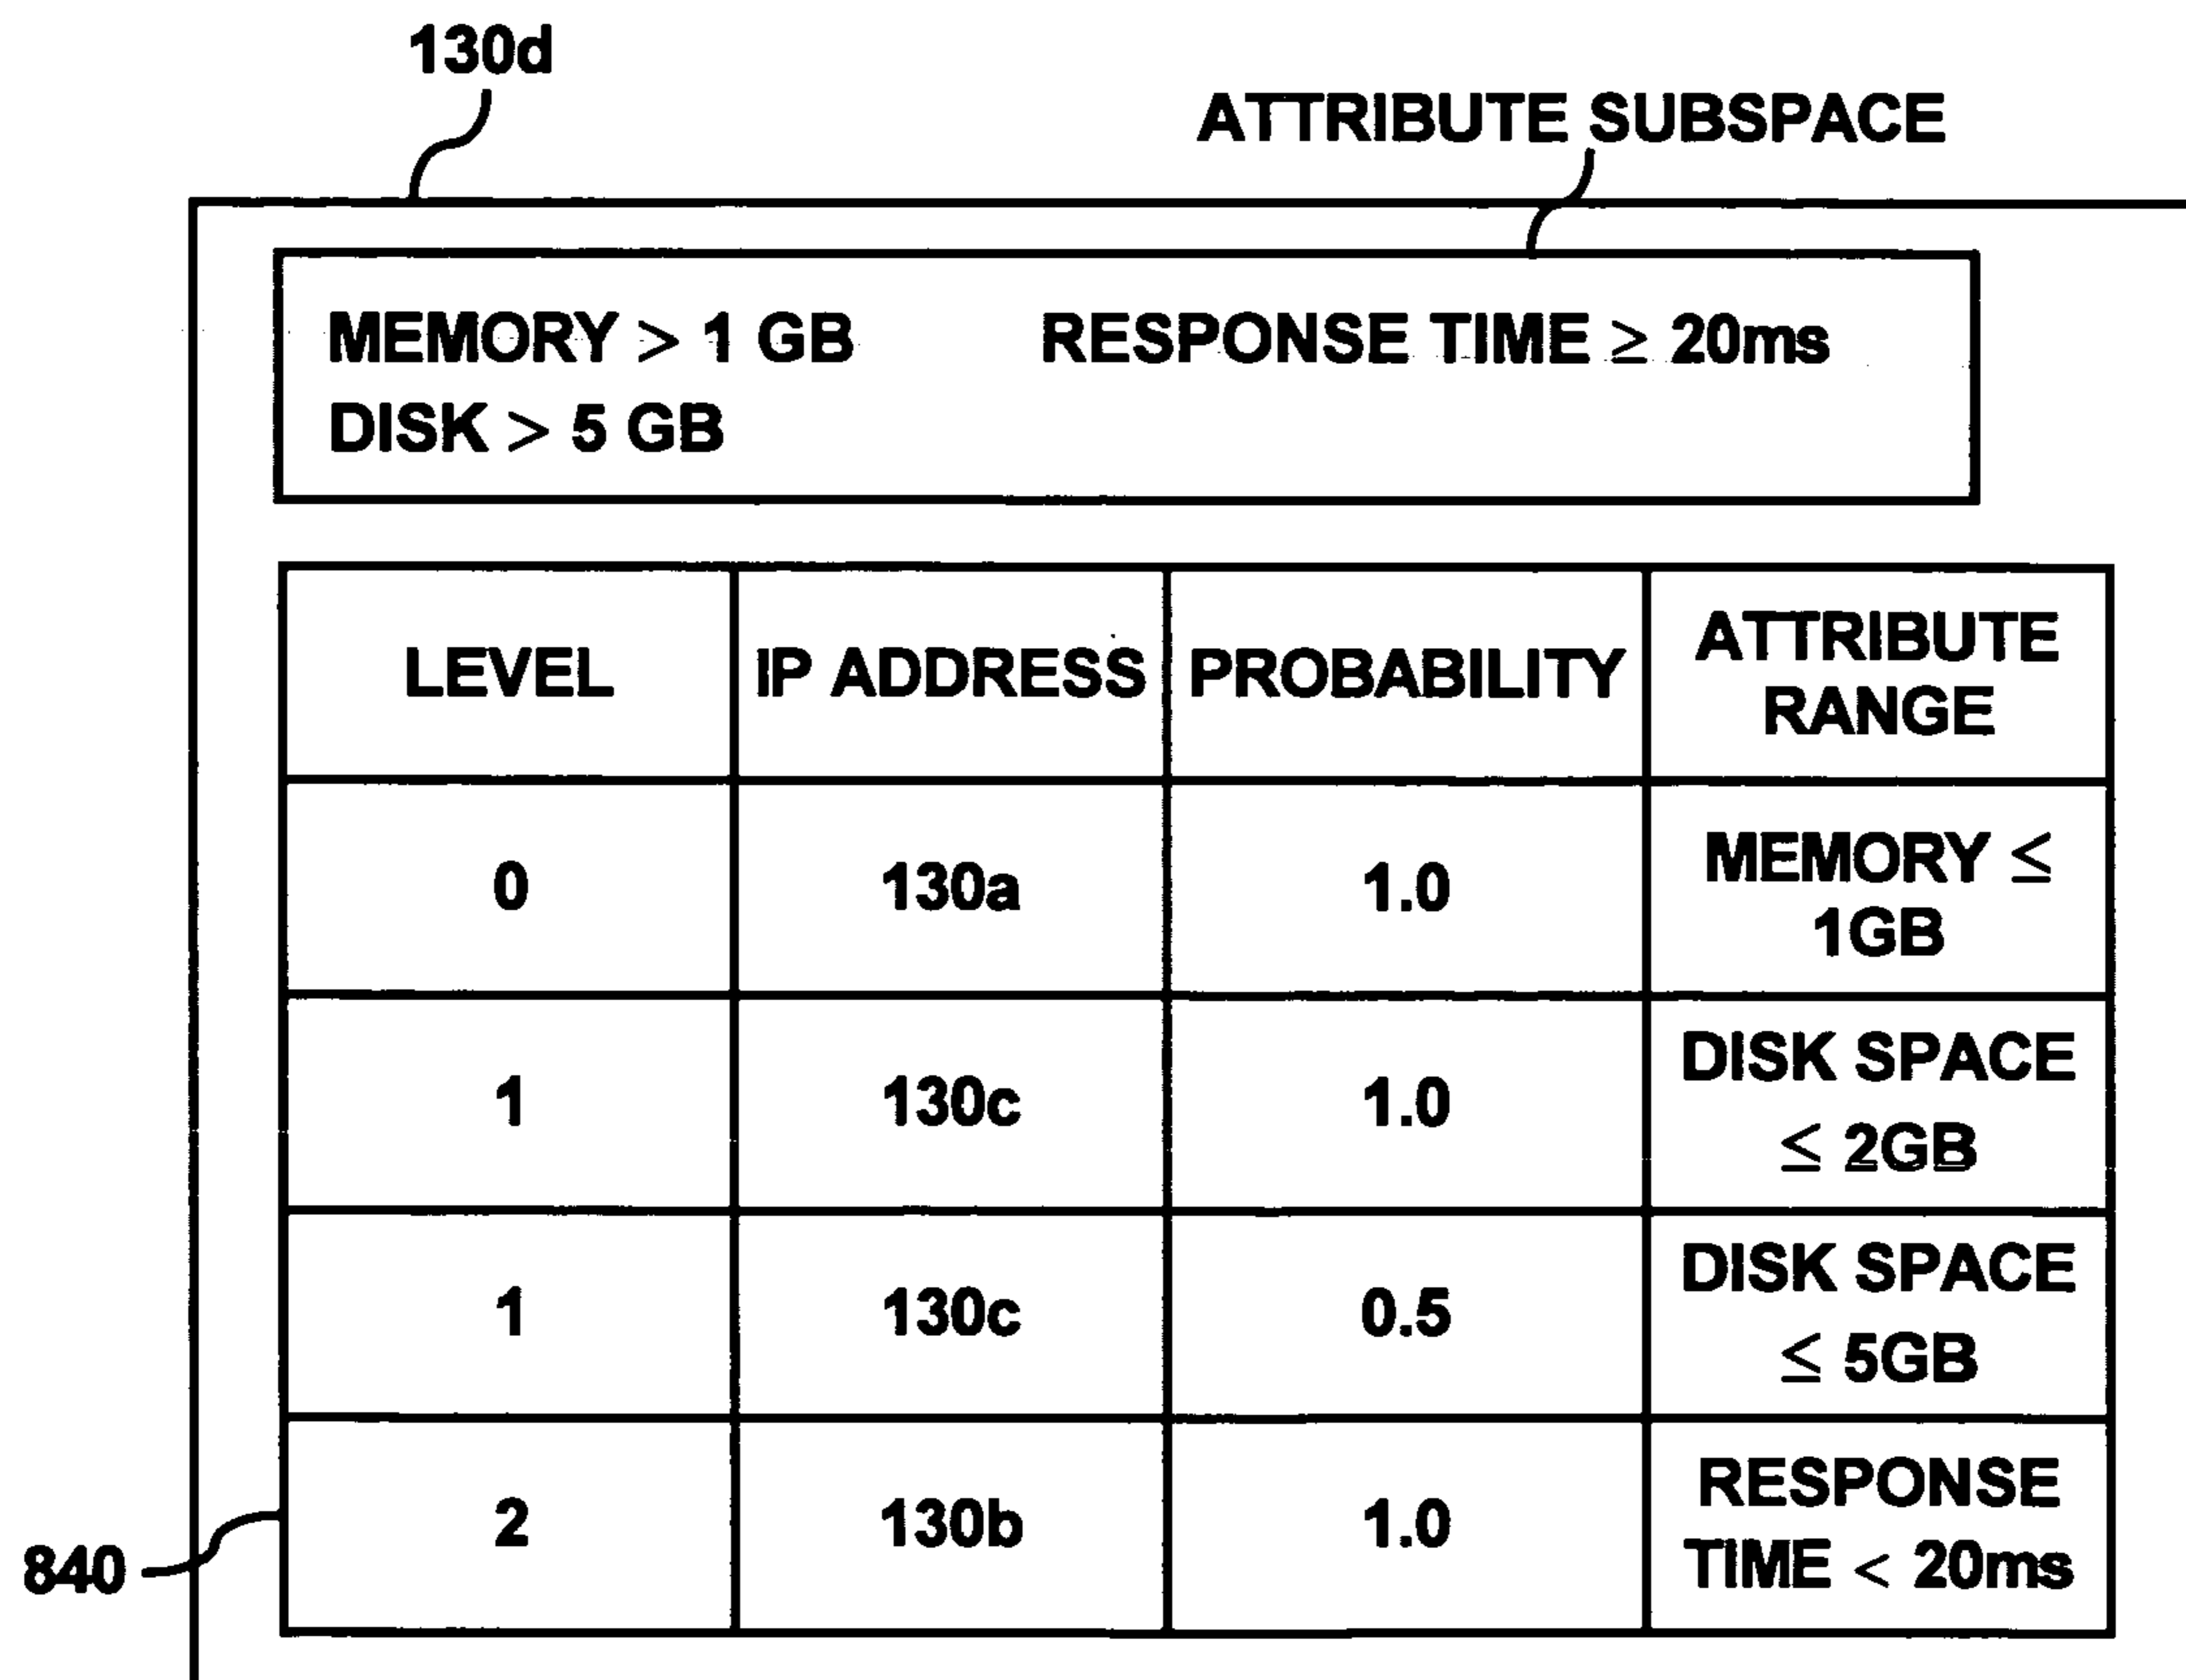 130d
ATTRIBUTE SUBSPACE
MEMORY > 1 GB RESPONSE TIME ≥ 20ms
DISK > 5 GB
LEVEL IP ADDRESS PROBABILITY ATTRIBUTE RANGE
0 130a 1.0 MEMORY ≤ 1GB
1 130c 1.0 DISK SPACE ≤ 2GB
1 130c 0.5 DISK SPACE ≤ 5GB
2 130b 1.0 RESPONSE TIME < 20ms
840